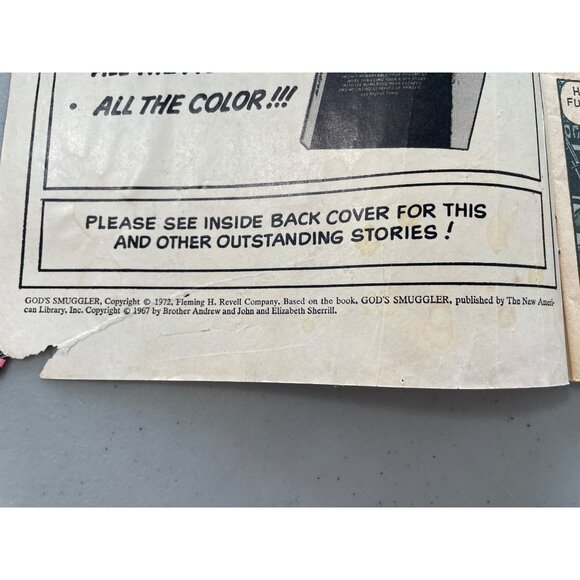 • ALL THE COLOR!!!
PLEASE SEE INSIDE BACK COVER FOR THIS
AND OTHER OUTSTANDING STORIES!
GOD'S SMUGGLER, Copyright © 1972, Fleming H. Revell Company. Based on the book, GOD'S SMUGGLER, published by The New Ameri-
can Library, Inc. Copyright © 1967 by Brother Andrew and John and Elizabeth Sherrill.